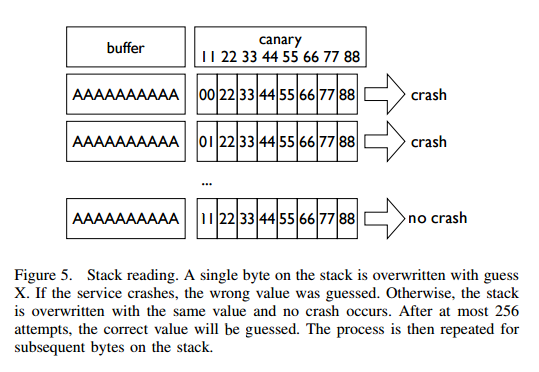 buffer
canary
11 22 33 44 55 66 77 88
AAAAAAAAAA 00 22 33 44 55 66 77 88 crash
AAAAAAAAAA 01 22 33 44 55 66 77 88 crash
...
AAAAAAAAAA 11 22 33 44 55 66 77 88 no crash
Figure 5. Stack reading. A single byte on the stack is overwritten with guess
X. If the service crashes, the wrong value was guessed. Otherwise, the stack
is overwritten with the same value and no crash occurs. After at most 256
attempts, the correct value will be guessed. The process is then repeated for
subsequent bytes on the stack.